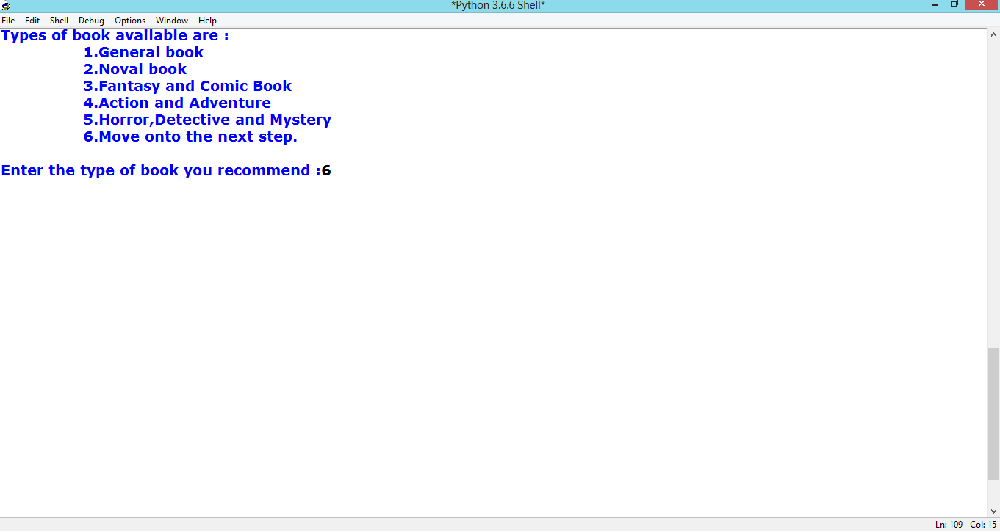 *Python 3.6.6 Shell*
File Edit Shell Debug Options Window Help
Types of book available are :
1.General book
2.Noval book
3.Fantasy and Comic Book
4.Action and Adventure
5.Horror,Detective and Mystery
6.Move onto the next step.
Enter the type of book you recommend :6
Ln: 109 Col: 15